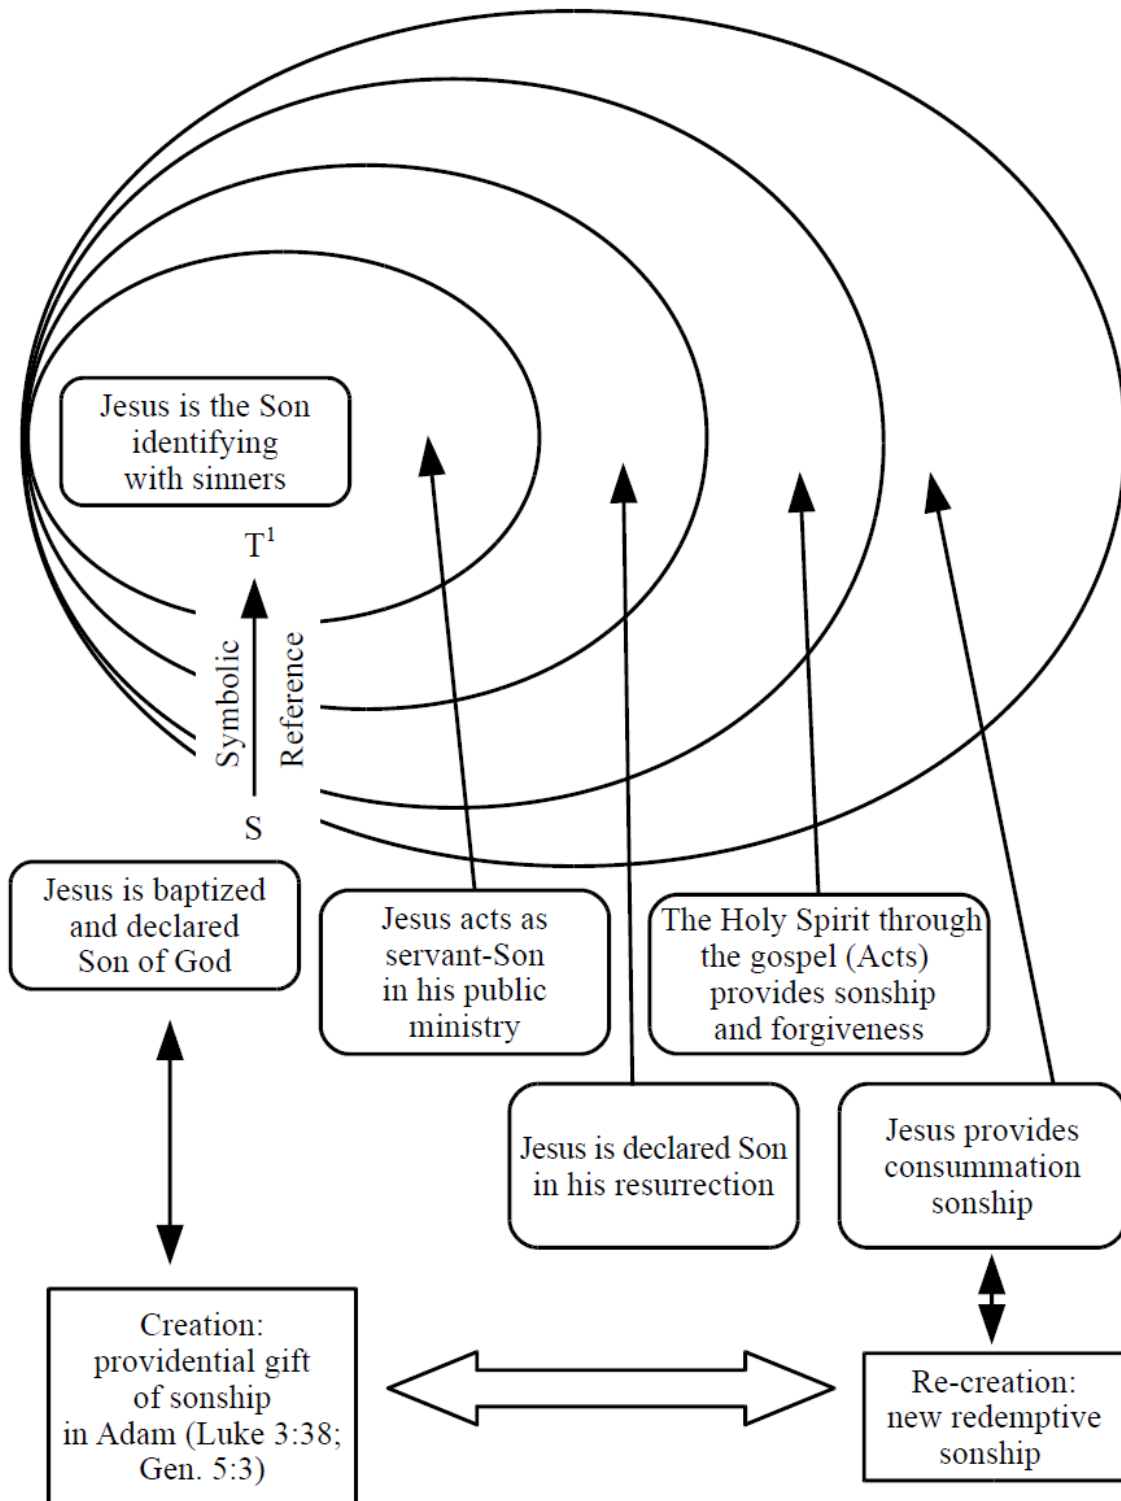 Jesus is the Son
identifying
with sinners
T¹
Symbolic
Reference
S
Jesus is baptized
and declared
Son of God
Jesus acts as
servant-Son
in his public
ministry
The Holy Spirit through
the gospel (Acts)
provides sonship
and forgiveness
Jesus is declared Son
in his resurrection
Jesus provides
consummation
sonship
Creation:
providential gift
of sonship
in Adam (Luke 3:38;
Gen. 5:3)
Re-creation:
new redemptive
sonship